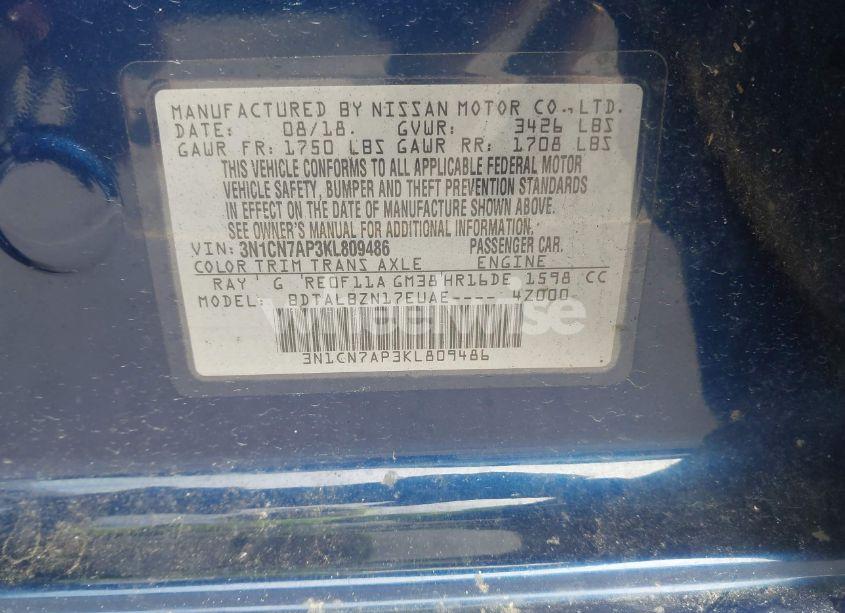 MANUFACTURED BY NISSAN MOTOR CO.,LTD.
DATE: 08/18. GVWR: 3426 LBS
GAWR FR: 1750 LBS GAWR RR: 1708 LBS
THIS VEHICLE CONFORMS TO ALL APPLICABLE FEDERAL MOTOR
VEHICLE SAFETY, BUMPER AND THEFT PREVENTION STANDARDS
IN EFFECT ON THE DATE OF MANUFACTURE SHOWN ABOVE.
SEE OWNER'S MANUAL FOR ADDITIONAL INFORMATION.
VIN: 3N1CN7AP3KL809486 PASSENGER CAR.
COLOR TRIM TRANS AXLE ENGINE
RAY G RE0F11A GM38 HR16DE 1598 CC
MODEL: BDTALBZN17EUAE---- 4Z000
3N1CN7AP3KL809486